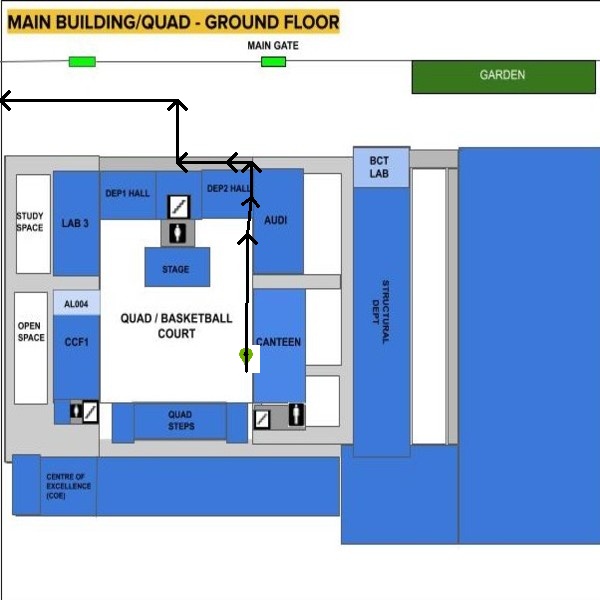 MAIN BUILDING/QUAD - GROUND FLOOR
MAIN GATE
GARDEN
BCT
LAB
DEP1 HALL
DEP2 HALL
STUDY
SPACE
LAB 3
AUDI
STAGE
AL004
STRUCTURAL
DEPT
QUAD / BASKETBALL
COURT
OPEN
SPACE
CCF1
CANTEEN
QUAD
STEPS
CENTRE OF
EXCELLENCE
(COE)